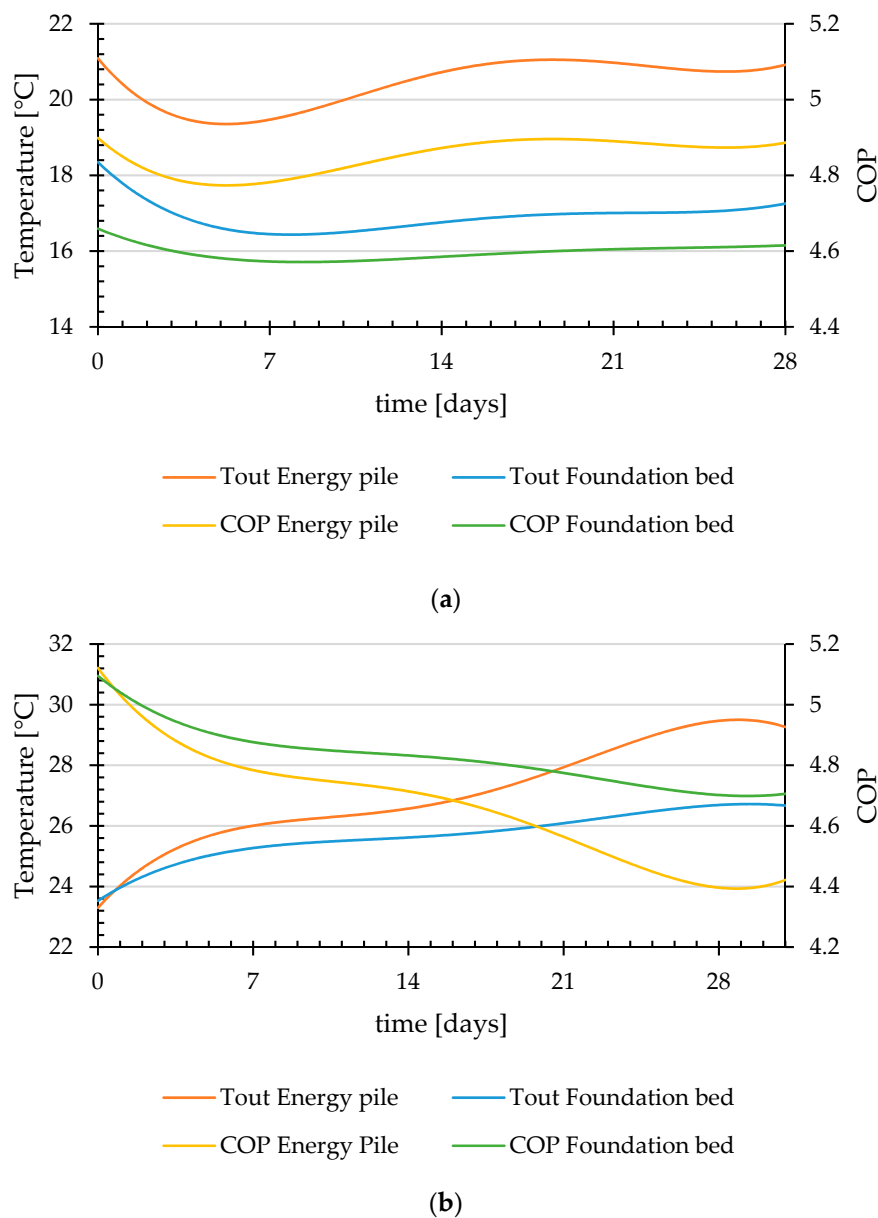 22 5.2
20 5
Temperature [°C]
18 4.8
COP
16 4.6
14 4.4
0 7 14 21 28
time [days]
Tout Energy pile Tout Foundation bed
COP Energy pile COP Foundation bed
(a)
32 5.2
30 5
Temperature [°C]
28 4.8
COP
26 4.6
24 4.4
22 4.2
0 7 14 21 28
time [days]
Tout Energy pile Tout Foundation bed
COP Energy Pile COP Foundation bed
(b)